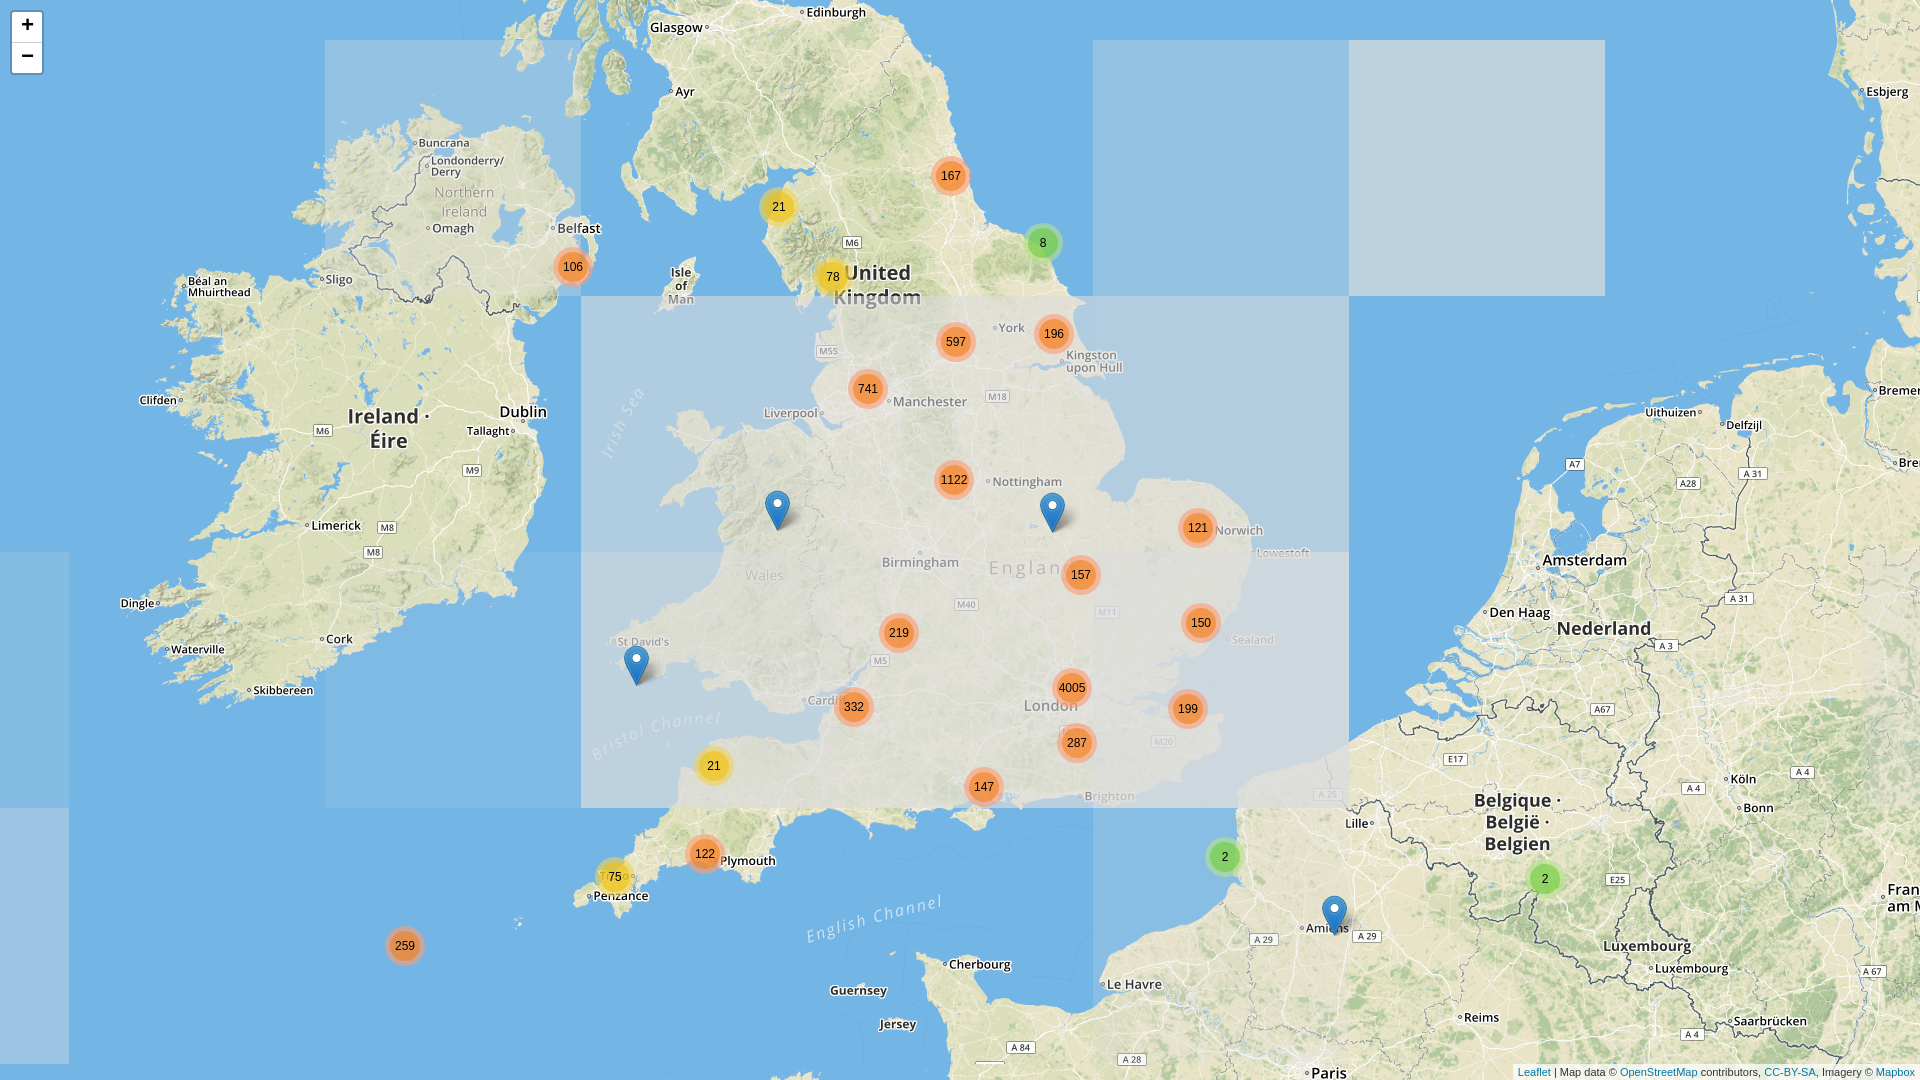 +
−
Edinburgh
Glasgow
Ayr
Esbjerg
Buncrana
Londonderry/
Derry
167
Northern
Ireland
21
Omagh
Belfast
M6
8
106
78
United
Kingdom
Isle
of
Man
Sligo
Béal an
Mhuirthead
York
196
597
M55
Kingston
upon Hull
741
Manchester
M18
Bremer
Clifden
Irish Sea
Liverpool
Dublin
Uithuizen
Ireland ·
Éire
M6
Tallaght
Delfzijl
A7
Bre
M9
A 31
1122
Nottingham
A28
Limerick
M8
121
Norwich
M8
Lowestoft
Birmingham
Englan
Amsterdam
Wales
157
A 31
Dingle
M40
M11
Den Haag
219
150
Nederland
Cork
St David's
Sealand
A 3
Waterville
M5
Skibbereen
4005
Cardiff
332
London
199
A67
Bristol Channel
287
M20
E17
21
A 4
Köln
147
A 25
A 4
Brighton
Belgique ·
België ·
Belgien
Bonn
Lille
122
Plymouth
2
75
2
E25
Penzance
Fran
am M
English Channel
Amiens
A 29
A 29
259
Luxembourg
Cherbourg
Luxembourg
A 67
Le Havre
Guernsey
Reims
Jersey
Saarbrücken
A 4
A 84
A 28
Paris
Leaflet | Map data © OpenStreetMap contributors, CC-BY-SA, Imagery © Mapbox